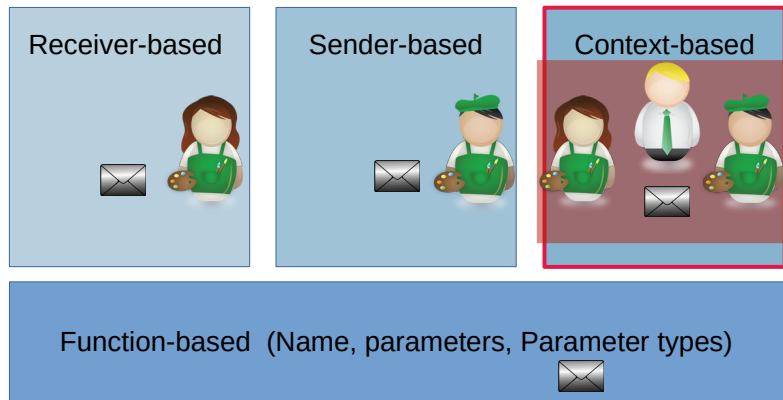 Receiver-based
Sender-based
Context-based
Function-based  (Name, parameters, Parameter types)